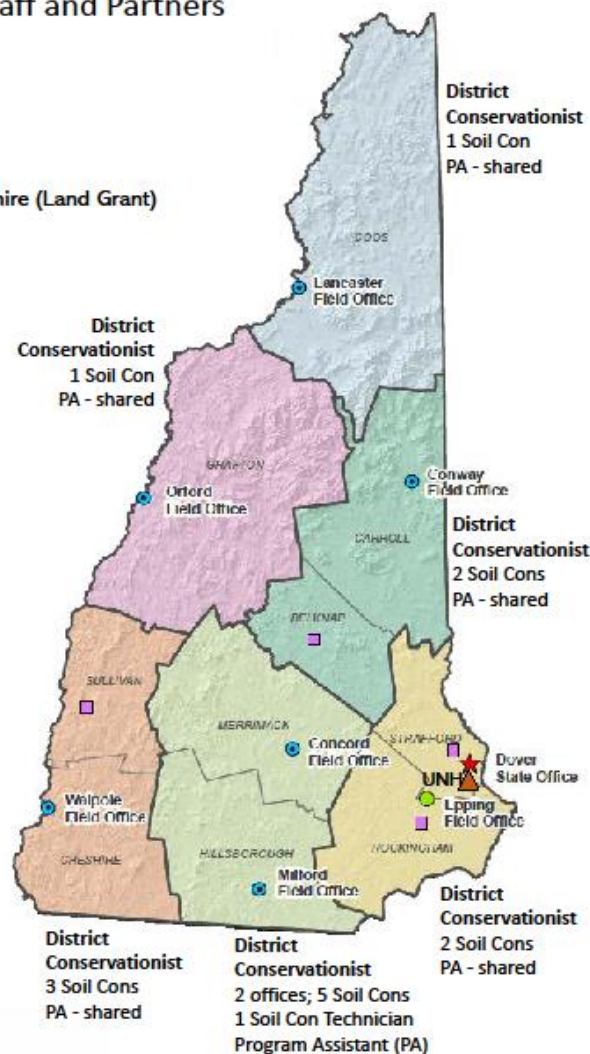 aff and Partners
District
Conservationist
1 Soil Con
PA - shared
ire (Land Grant)
COOS
Lancaster
Field Office
District
Conservationist
1 Soil Con
PA - shared
GRAFTON
Orford
Field Office
Conway
Field Office
CARROLL
District
Conservationist
2 Soil Cons
PA - shared
BELKNAP
SULLIVAN
MERRIMACK
STRAFFORD
Concord
Field Office
Dover
State Office
UNH
Walpole
Field Office
Epping
Field Office
CHESHIRE
HILLSBOROUGH
ROCKINGHAM
Milford
Field Office
District
Conservationist
2 Soil Cons
PA - shared
District
Conservationist
3 Soil Cons
PA - shared
District
Conservationist
2 offices; 5 Soil Cons
1 Soil Con Technician
Program Assistant (PA)